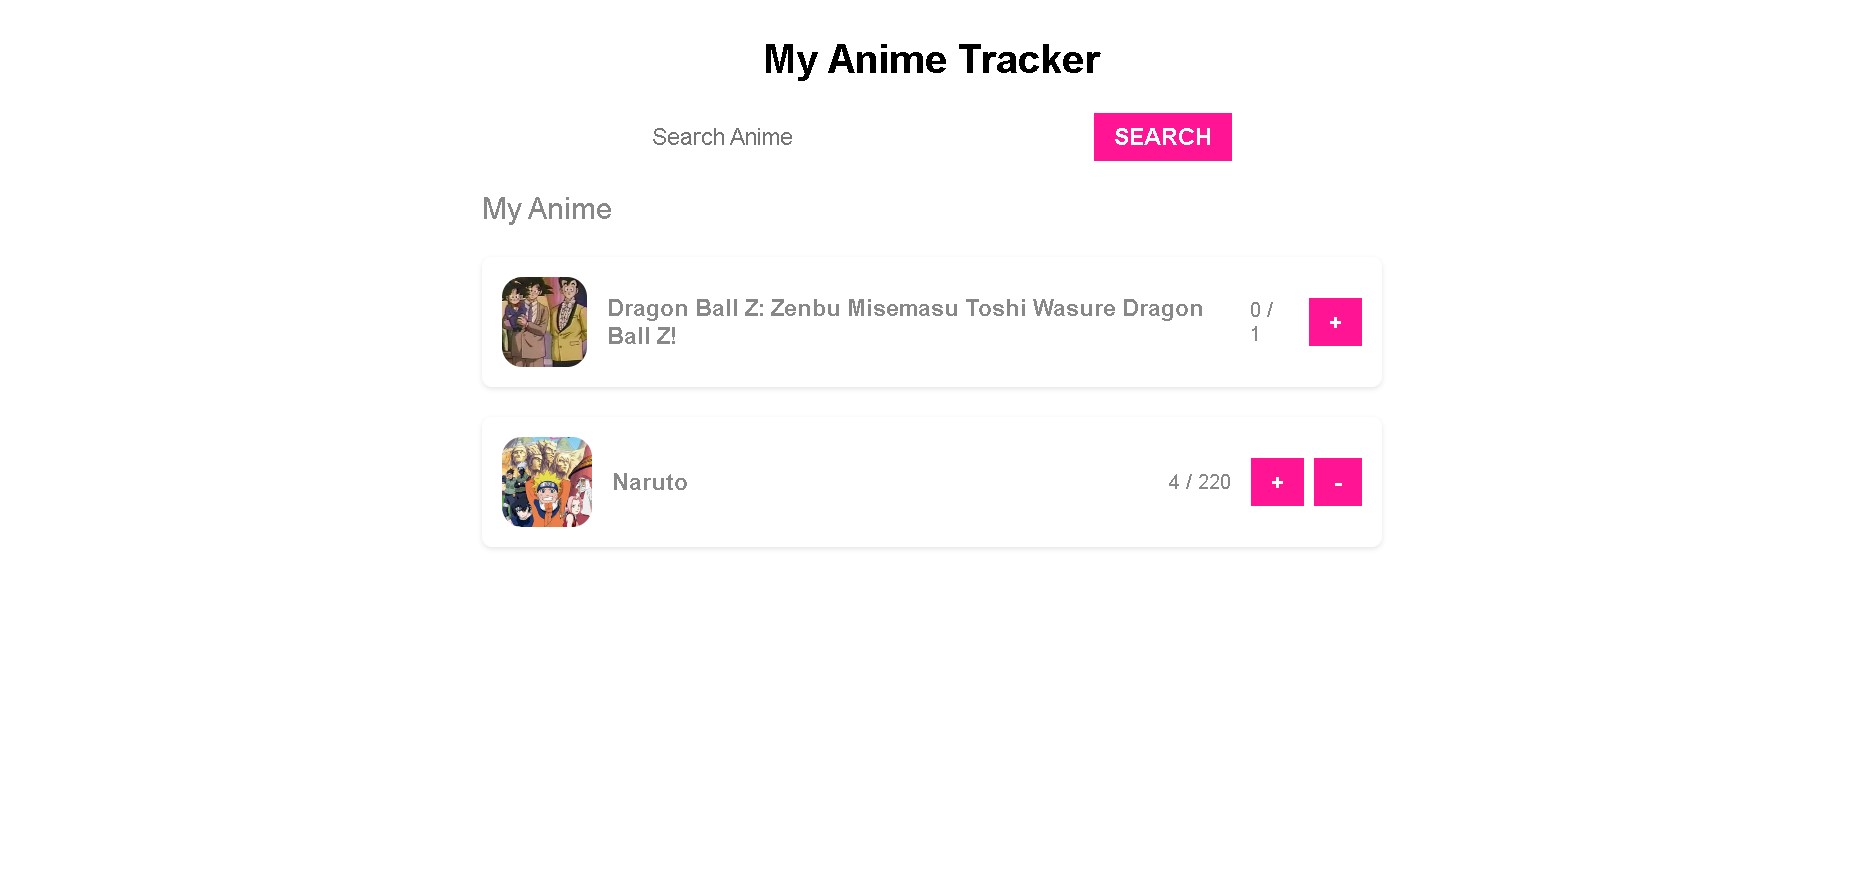 My Anime Tracker
Search Anime
SEARCH
My Anime
Dragon Ball Z: Zenbu Misemasu Toshi Wasure Dragon
Ball Z!
0 /
1
+
Naruto
4 / 220
+
-